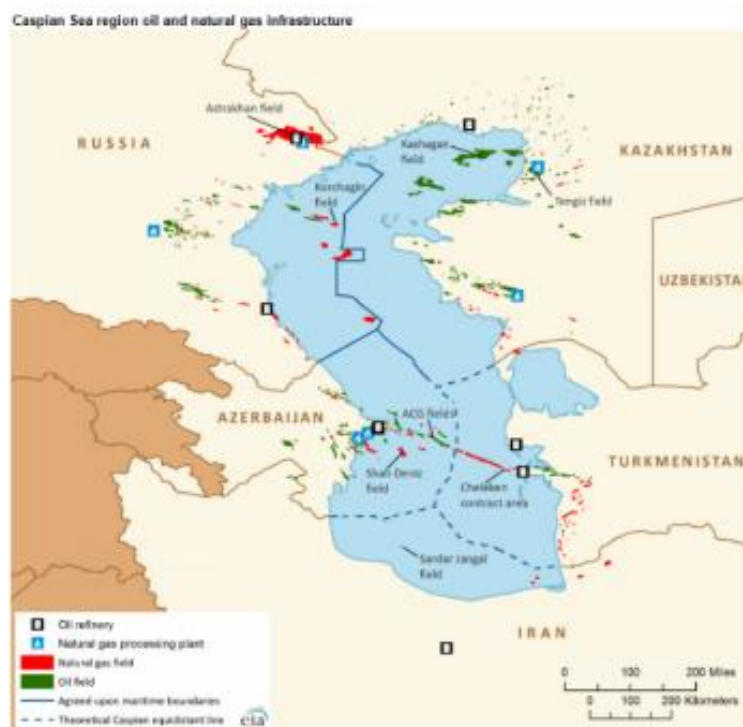 Caspian Sea region oil and natural gas infrastructure
Astrakhan field
RUSSIA
Kashagan
field
KAZAKHSTAN
Korchagin
field
Tengiz field
UZBEKISTAN
AZERBAIJAN
ACG fields
Shah Deniz
field
TURKMENISTAN
Cheleken
contract area
Sardar Jangal
field
IRAN
Oil refinery
Natural gas processing plant
Natural gas field
Oil field
Agreed upon maritime boundaries
Theoretical Caspian equidistant line
eia
0 100 200 Miles
0 100 200 Kilometers